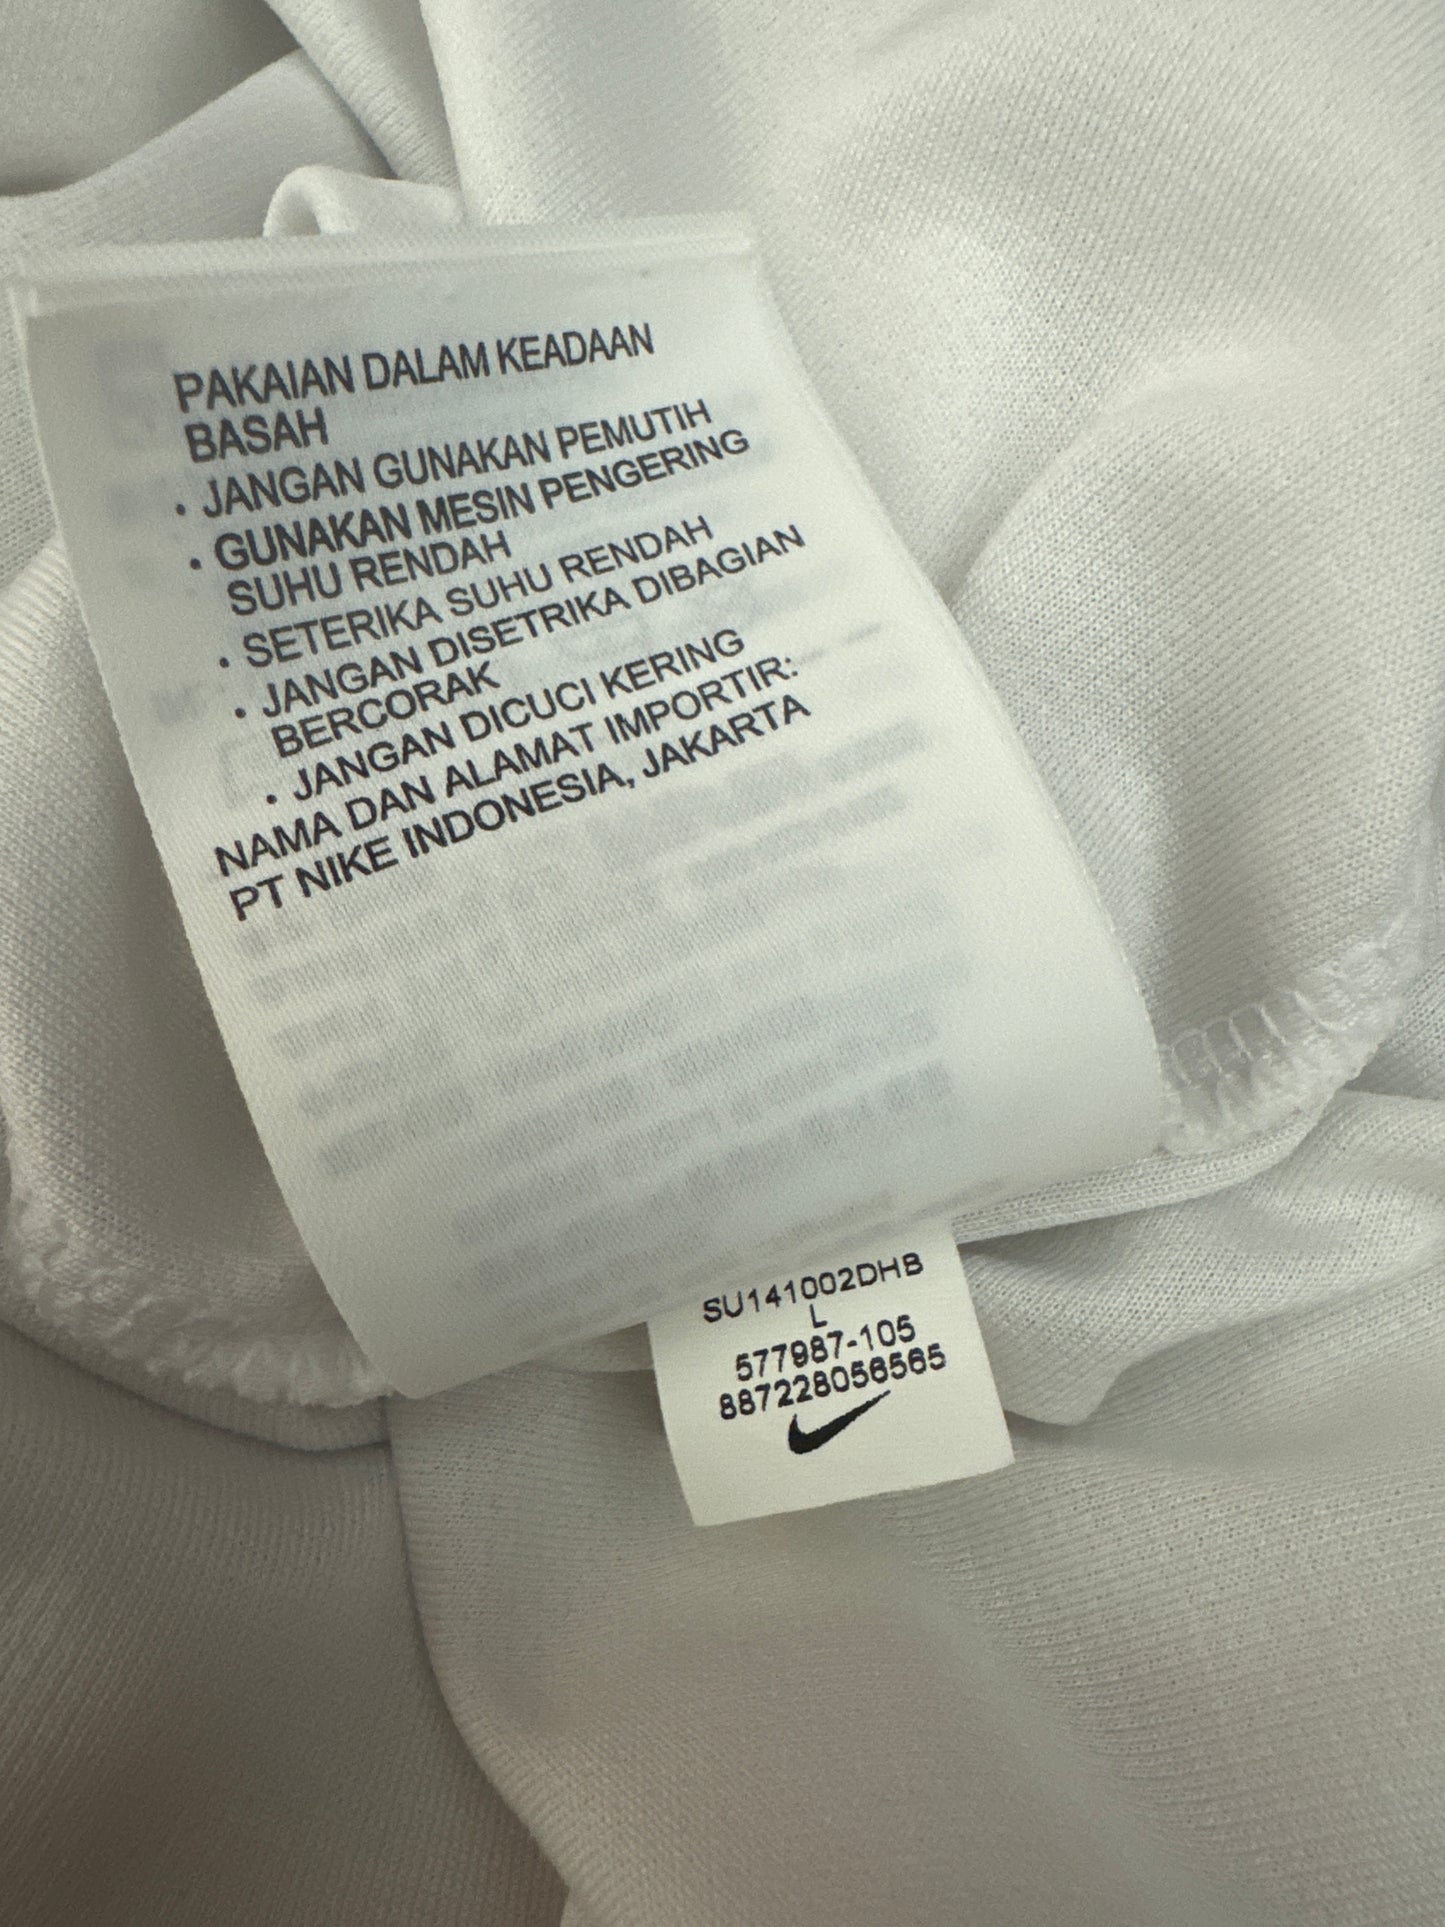 PAKAIAN DALAM KEADAAN
BASAH
• JANGAN GUNAKAN PEMUTIH
• GUNAKAN MESIN PENGERING
SUHU RENDAH
• SETERIKA SUHU RENDAH
• JANGAN DISETRIKA DIBAGIAN
BERCORAK
• JANGAN DICUCI KERING
NAMA DAN ALAMAT IMPORTIR:
PT NIKE INDONESIA, JAKARTA
SU141002DHB
L
577987-105
887228056565